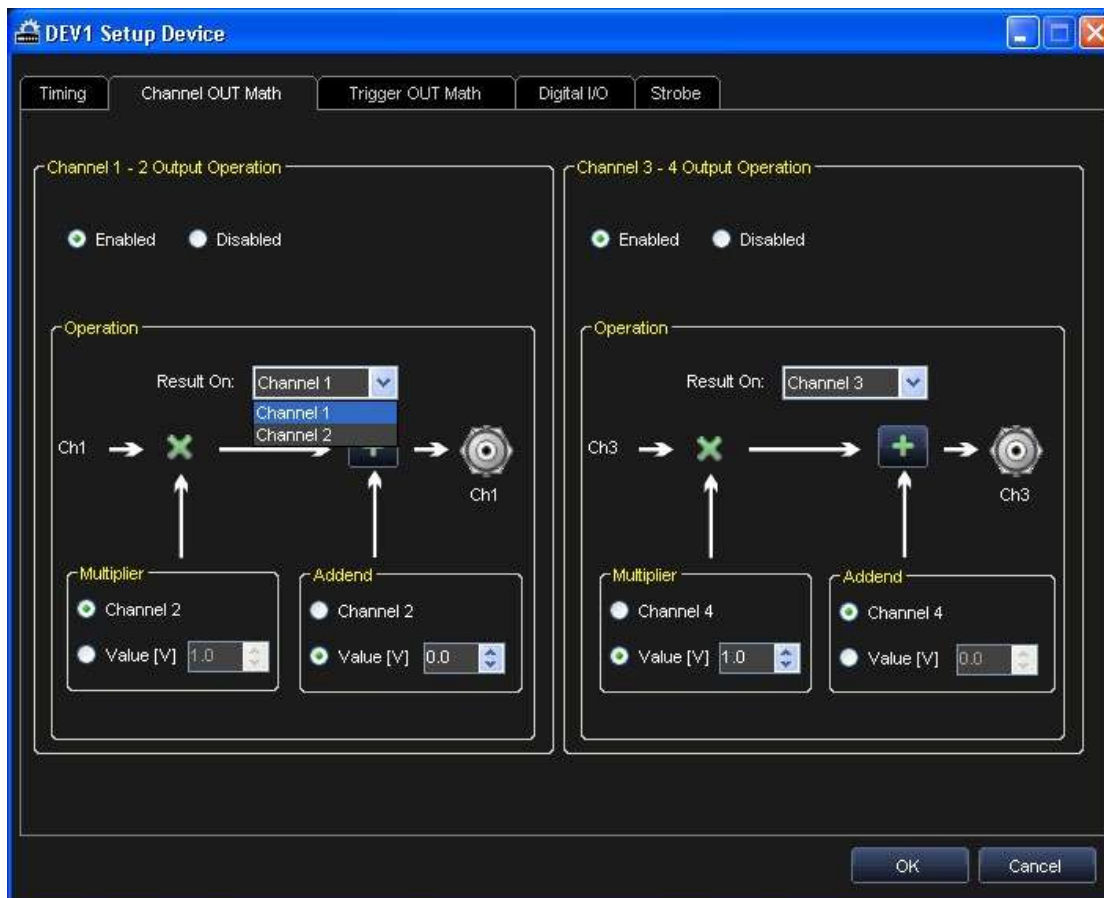 DEV1 Setup Device
Timing Channel OUT Math Trigger OUT Math Digital I/O Strobe
Channel 1 - 2 Output Operation
Enabled Disabled
Operation
Result On: Channel 1
Channel 1
Channel 2
Ch1
Ch1
Multiplier
Channel 2
Value [V] 1.0
Addend
Channel 2
Value [V] 0.0
Channel 3 - 4 Output Operation
Enabled Disabled
Operation
Result On: Channel 3
Ch3
Ch3
Multiplier
Channel 4
Value [V] 1.0
Addend
Channel 4
Value [V] 0.0
OK Cancel